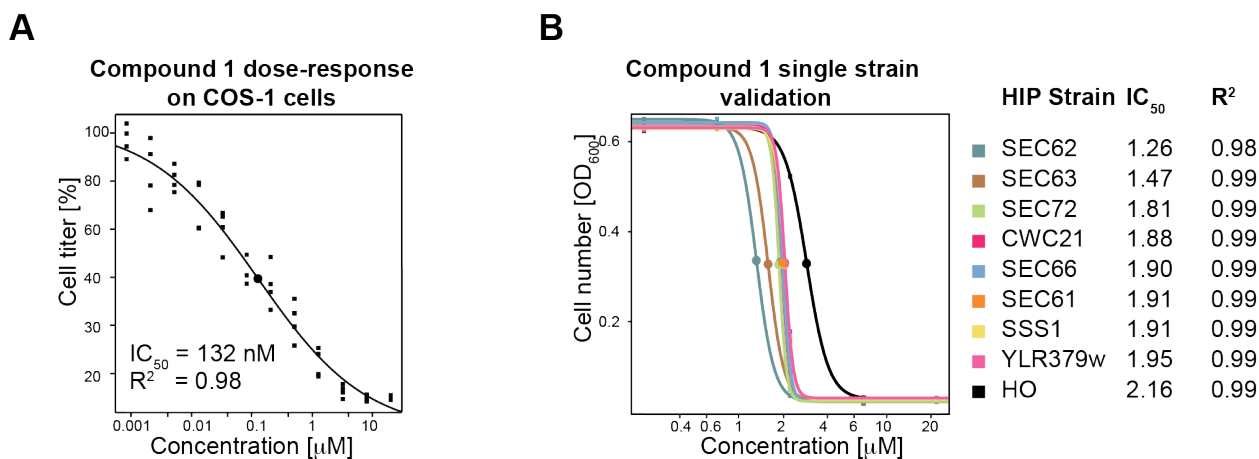 A
Compound 1 dose-response
on COS-1 cells
Cell titer [%]
100
80
60
40
30
20
IC50 = 132 nM
R2 = 0.98
0.001
0.01
0.1
1
10
Concentration [μM]
B
Compound 1 single strain
validation
Cell number [OD600]
0.6
0.4
0.2
0.4 0.6 1 2 4 6 10 20
Concentration [μM]
HIP Strain IC50 R2
SEC62 1.26 0.98
SEC63 1.47 0.99
SEC72 1.81 0.99
CWC21 1.88 0.99
SEC66 1.90 0.99
SEC61 1.91 0.99
SSS1 1.91 0.99
YLR379w 1.95 0.99
HO 2.16 0.99